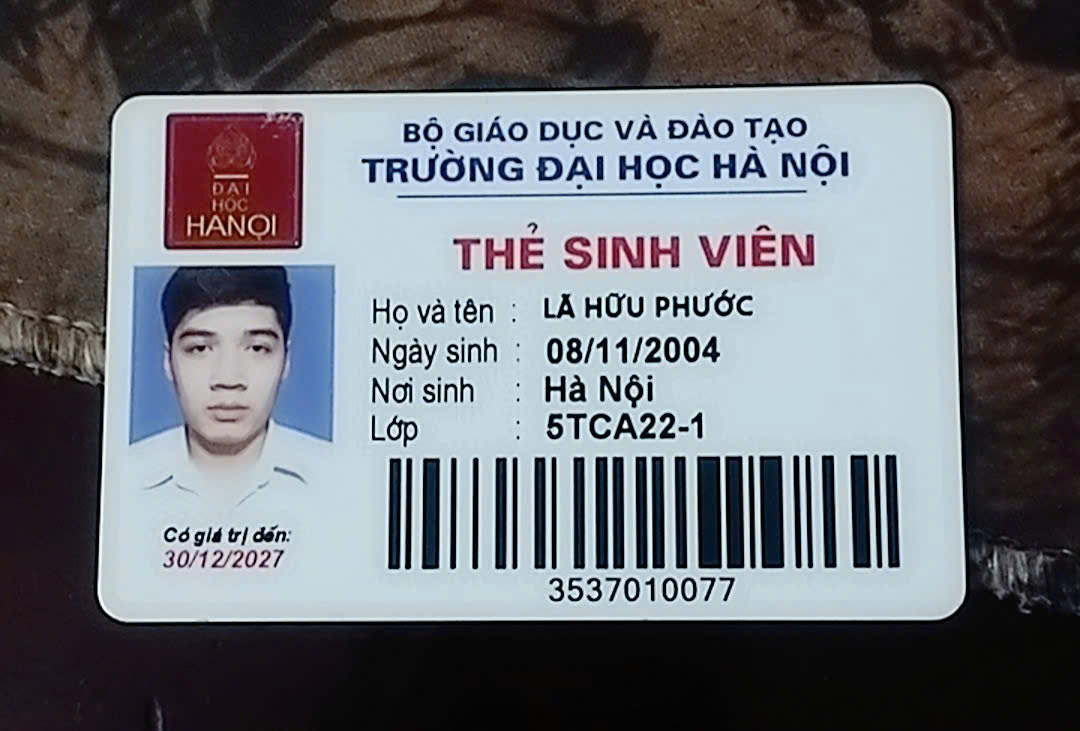 ĐẠI
HỌC
HANOI
BỘ GIÁO DỤC VÀ ĐÀO TẠO
TRƯỜNG ĐẠI HỌC HÀ NỘI
THẺ SINH VIÊN
Họ và tên : LÃ HỮU PHƯỚC
Ngày sinh : 08/11/2004
Nơi sinh : Hà Nội
Lớp : 5TCA22-1
Có giá trị đến:
30/12/2027
3537010077